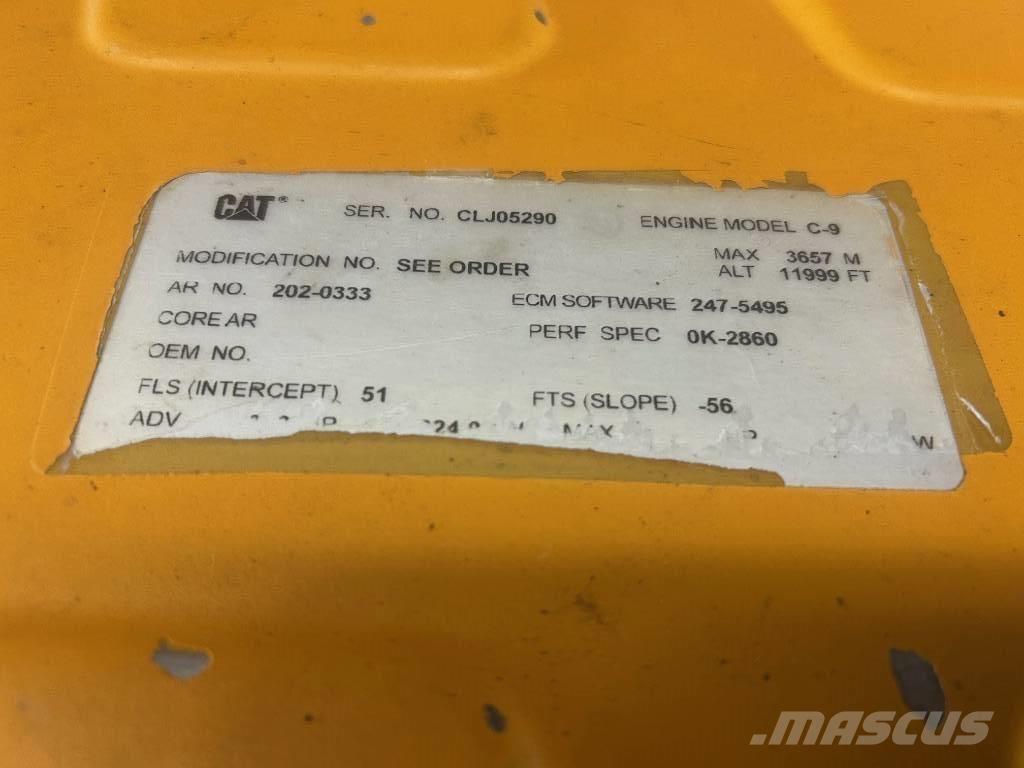 CAT® SER. NO. CLJ05290 ENGINE MODEL C-9
MODIFICATION NO. SEE ORDER MAX 3657 M
ALT 11999 FT
AR NO. 202-0333 ECM SOFTWARE 247-5495
CORE AR PERF SPEC 0K-2860
OEM NO.
FLS (INTERCEPT) 51 FTS (SLOPE) -56
ADV MAX
MASCUS